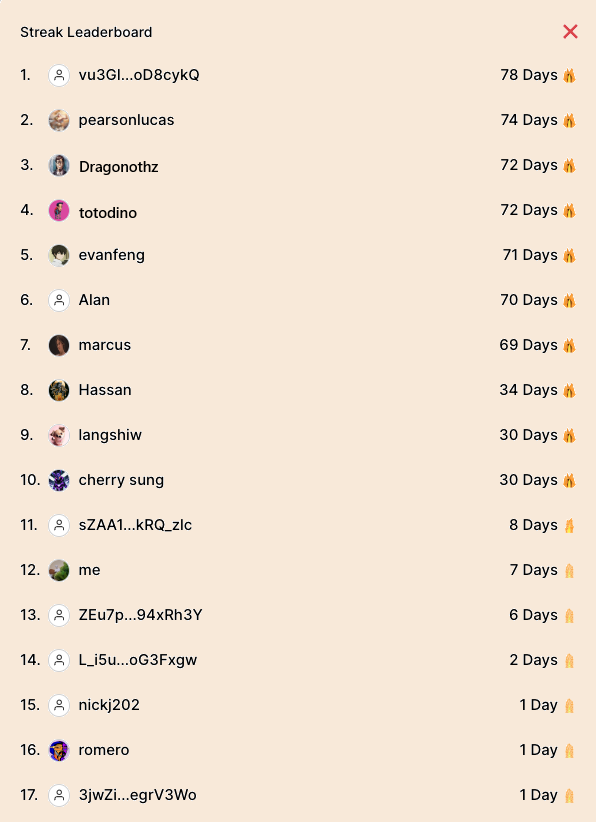 Streak Leaderboard
1. vu3Gl...oD8cykQ 78 Days
2. pearsonlucas 74 Days
3. Dragonothz 72 Days
4. totodino 72 Days
5. evanfeng 71 Days
6. Alan 70 Days
7. marcus 69 Days
8. Hassan 34 Days
9. langshiw 30 Days
10. cherry sung 30 Days
11. sZAA1...kRQ_zlc 8 Days
12. me 7 Days
13. ZEu7p...94xRh3Y 6 Days
14. L_i5u...oG3Fxgw 2 Days
15. nickj202 1 Day
16. romero 1 Day
17. 3jwZi...egrV3Wo 1 Day